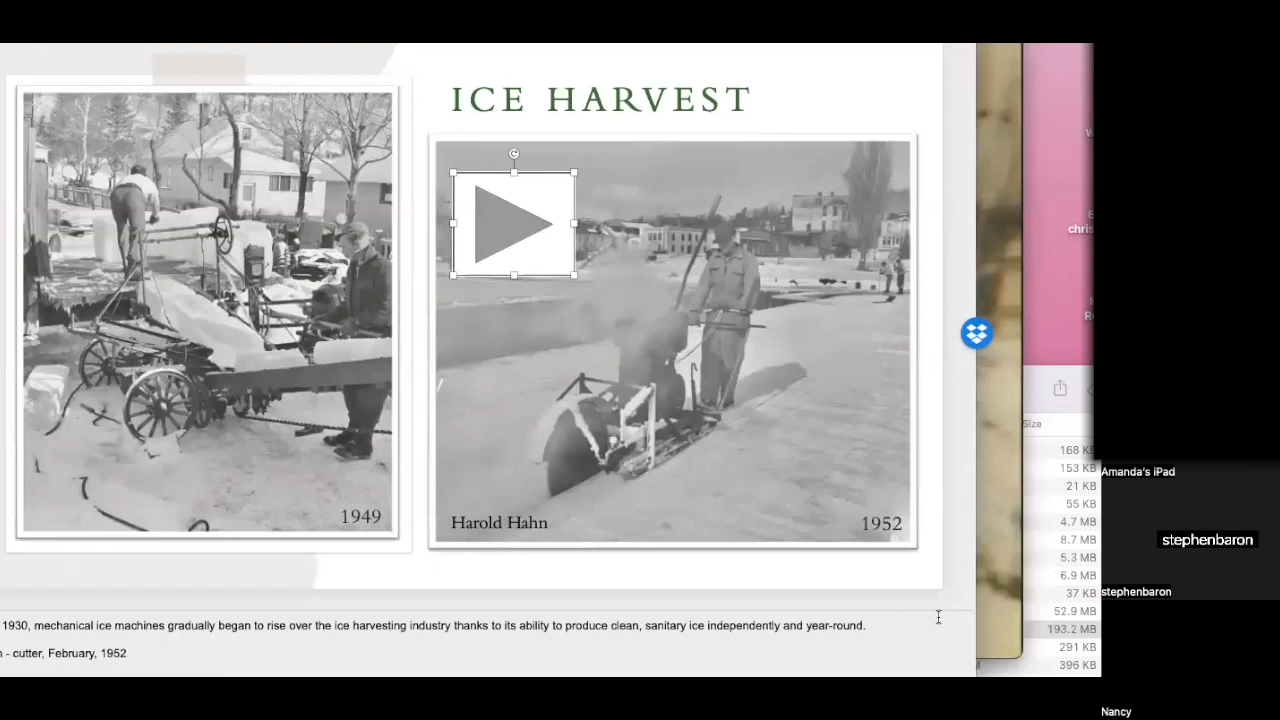 ICE HARVEST
1949
Harold Hahn
1952
1930, mechanical ice machines gradually began to rise over the ice harvesting industry thanks to its ability to produce clean, sanitary ice independently and year-round.
- cutter, February, 1952
chris
Size
168 KB
153 KB
21 KB
55 KB
4.7 MB
8.7 MB
5.3 MB
6.9 MB
37 KB
52.9 MB
193.2 MB
291 KB
396 KB
Amanda's iPad
stephenbaron
stephenbaron
Nancy